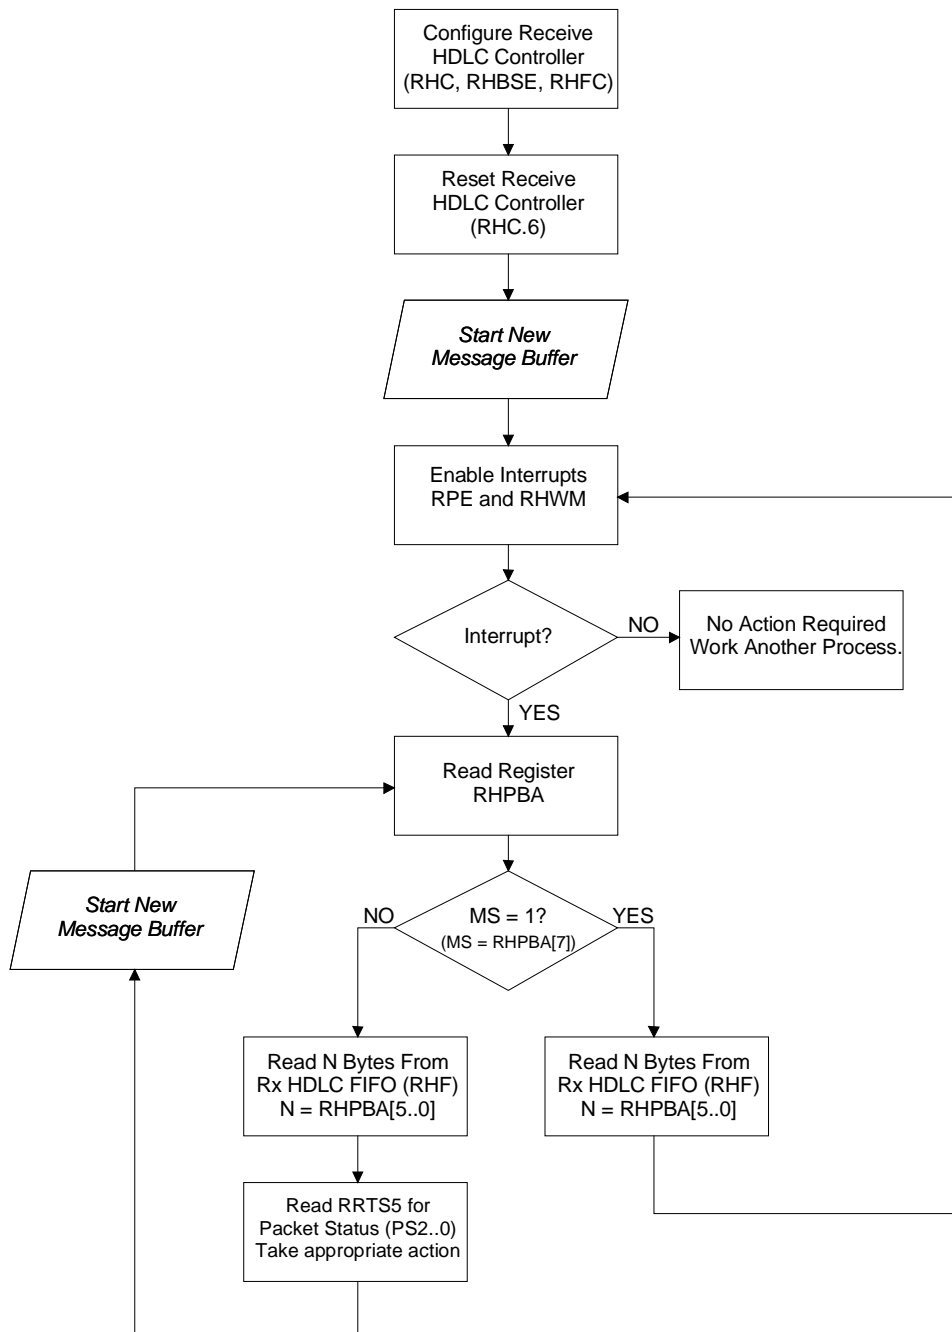 Configure Receive
HDLC Controller
(RHC, RHBSE, RHFC)
Reset Receive
HDLC Controller
(RHC.6)
Start New
Message Buffer
Enable Interrupts
RPE and RHWM
Interrupt?
NO
No Action Required
Work Another Process.
YES
Read Register
RHPBA
Start New
Message Buffer
NO
MS = 1?
(MS = RHPBA[7])
YES
Read N Bytes From
Rx HDLC FIFO (RHF)
N = RHPBA[5..0]
Read N Bytes From
Rx HDLC FIFO (RHF)
N = RHPBA[5..0]
Read RRTS5 for
Packet Status (PS2..0)
Take appropriate action